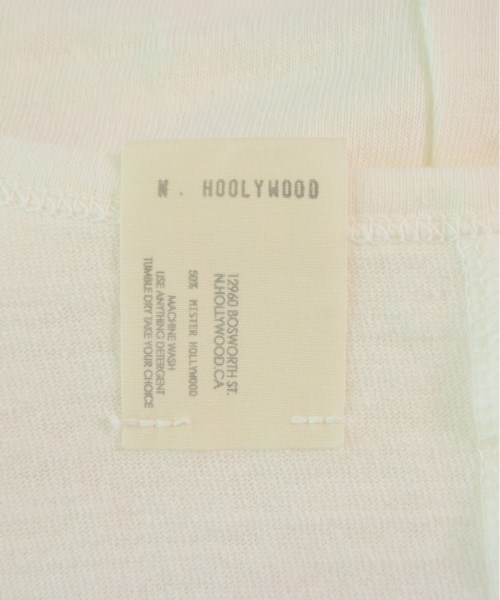 N. HOOLYWOOD
12960 BOSWORTH ST.
N.HOLLYWOOD.CA
50% MISTER HOLLYWOOD
MACHINE WASH
USE ANYTHING DETERGENT
TUMBLE DRY TAKE YOUR CHOICE